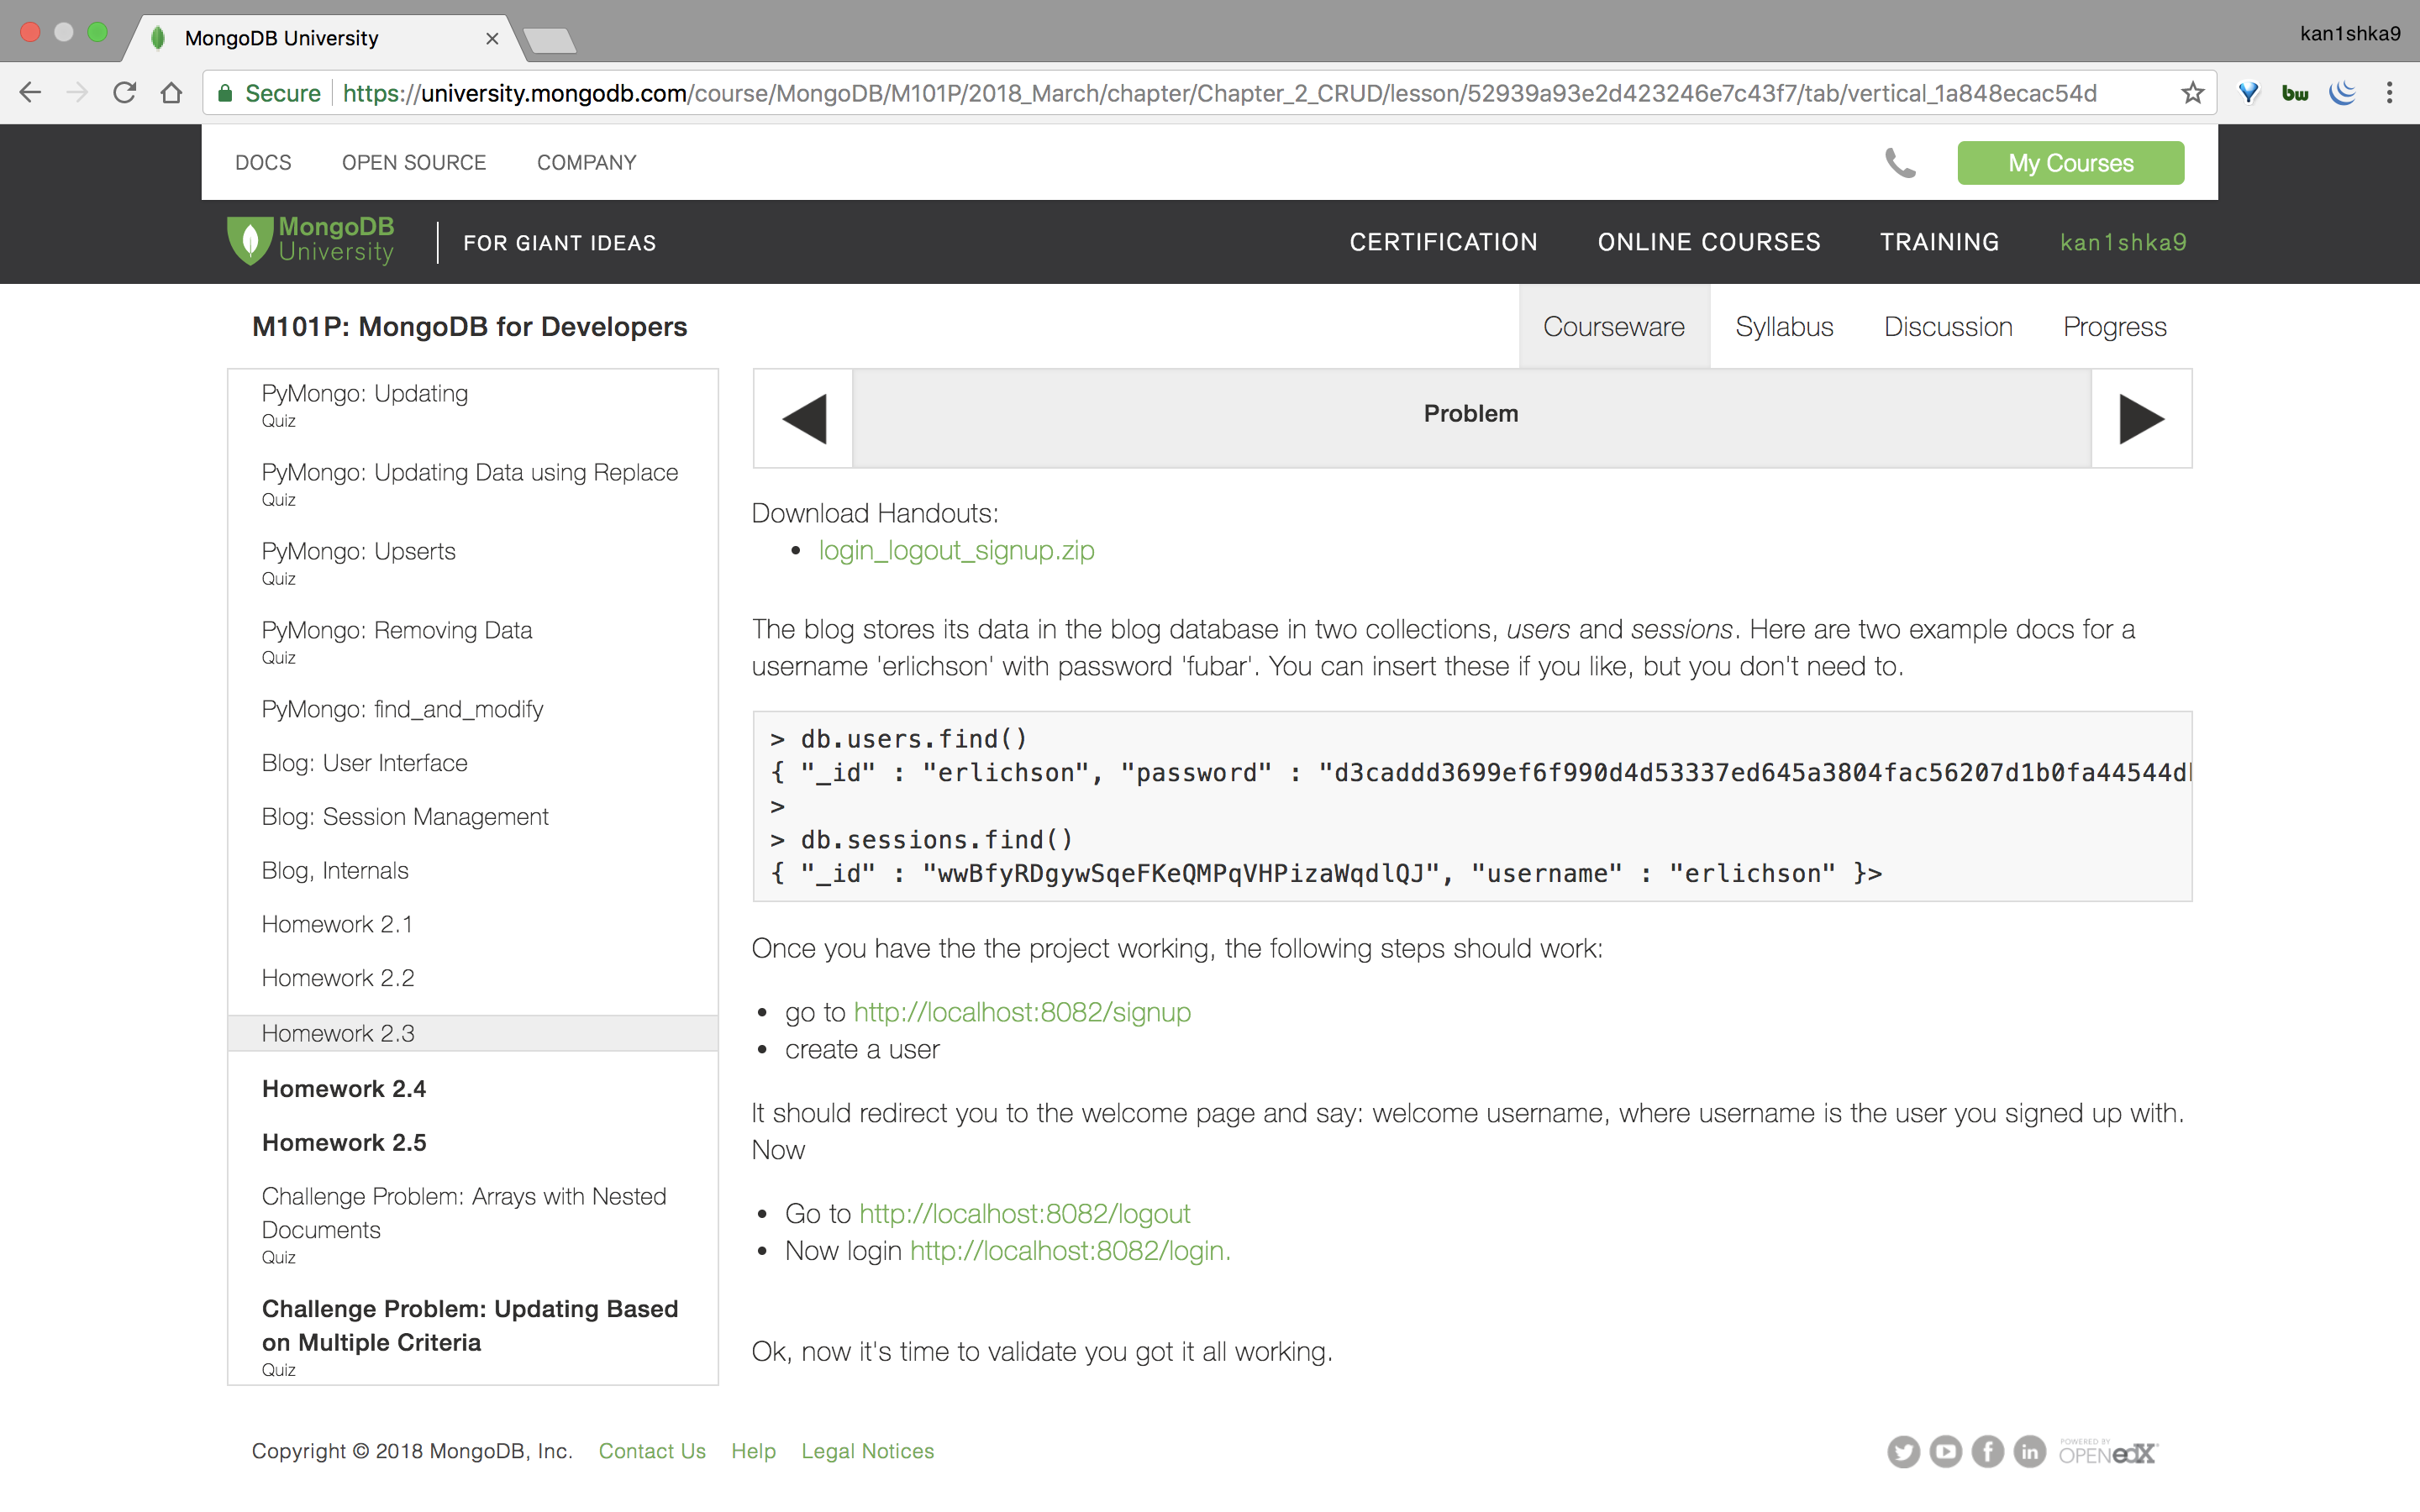 MongoDB University
kan1shka9
Secure
https://university.mongodb.com/course/MongoDB/M101P/2018_March/chapter/Chapter_2_CRUD/lesson/52939a93e2d423246e7c43f7/tab/vertical_1a848ecac54d
bw
DOCS OPEN SOURCE COMPANY
My Courses
MongoDB
University
FOR GIANT IDEAS
CERTIFICATION ONLINE COURSES TRAINING kan1shka9
M101P: MongoDB for Developers
Courseware Syllabus Discussion Progress
PyMongo: Updating
Quiz
PyMongo: Updating Data using Replace
Quiz
PyMongo: Upserts
Quiz
PyMongo: Removing Data
Quiz
PyMongo: find_and_modify
Blog: User Interface
Blog: Session Management
Blog, Internals
Homework 2.1
Homework 2.2
Homework 2.3
Homework 2.4
Homework 2.5
Challenge Problem: Arrays with Nested
Documents
Quiz
Challenge Problem: Updating Based
on Multiple Criteria
Quiz
Problem
Download Handouts:
• login_logout_signup.zip
The blog stores its data in the blog database in two collections, users and sessions. Here are two example docs for a
username 'erlichson' with password 'fubar'. You can insert these if you like, but you don't need to.
> db.users.find()
{ "_id" : "erlichson", "password" : "d3caddd3699ef6f990d4d53337ed645a3804fac56207d1b0fa44544d
>
> db.sessions.find()
{ "_id" : "wwBfyRDgywSqeFKeQMPqVHPizaWqdlQJ", "username" : "erlichson" }>
Once you have the the project working, the following steps should work:
• go to http://localhost:8082/signup
• create a user
It should redirect you to the welcome page and say: welcome username, where username is the user you signed up with.
Now
• Go to http://localhost:8082/logout
• Now login http://localhost:8082/login.
Ok, now it's time to validate you got it all working.
Copyright © 2018 MongoDB, Inc. Contact Us Help Legal Notices
POWERED BY
OPEN edX